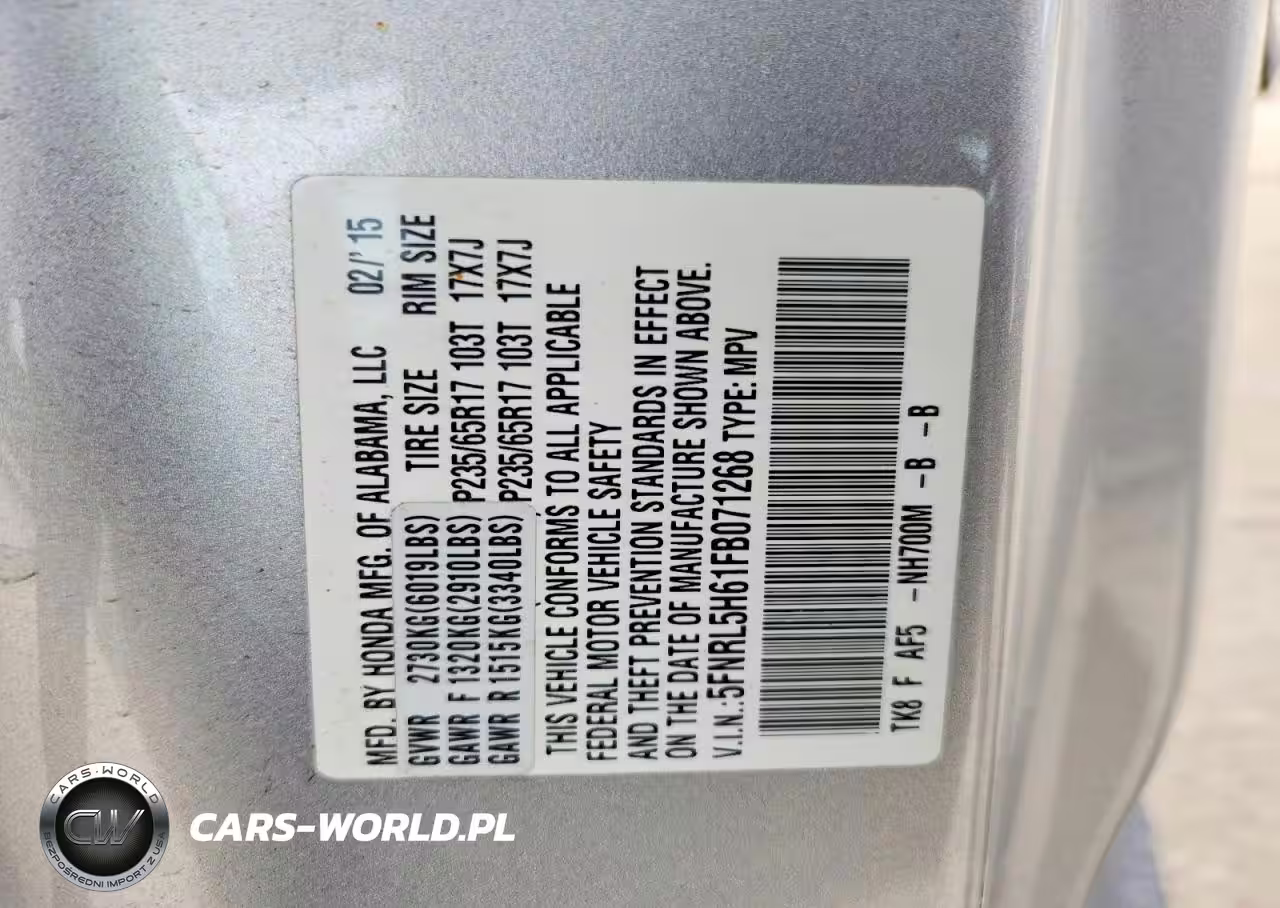 MFD. BY HONDA MFG. OF ALABAMA, LLC 02/'15
GVWR 2730KG(6019LBS) TIRE SIZE RIM SIZE
GAWR F 1320KG(2910LBS) P235/65R17 103T 17X7J
GAWR R 1515KG(3340LBS) P235/65R17 103T 17X7J
THIS VEHICLE CONFORMS TO ALL APPLICABLE
FEDERAL MOTOR VEHICLE SAFETY
AND THEFT PREVENTION STANDARDS IN EFFECT
ON THE DATE OF MANUFACTURE SHOWN ABOVE.
V.I.N.:5FNRL5H61FB071268 TYPE: MPV
TK8 F AF5 -NH700M -B -B
CARS-WORLD
CW
BEZPOŚREDNI IMPORT Z USA
CARS-WORLD.PL